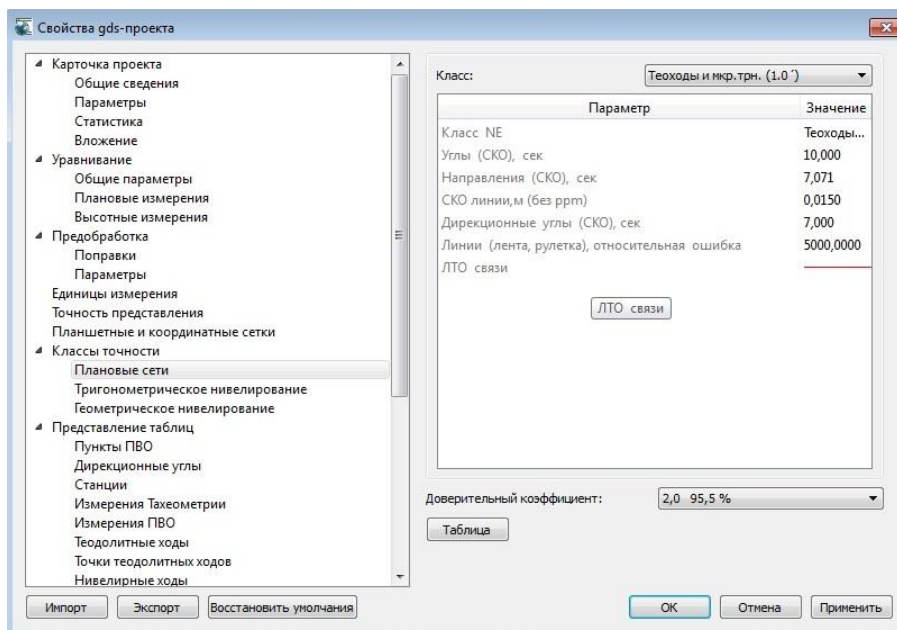 Свойства gds-проекта
Карточка проекта
Общие сведения
Параметры
Статистика
Вложение
Уравнивание
Общие параметры
Плановые измерения
Высотные измерения
Предобработка
Поправки
Параметры
Единицы измерения
Точность представления
Планшетные и координатные сетки
Классы точности
Плановые сети
Тригонометрическое нивелирование
Геометрическое нивелирование
Представление таблиц
Пункты ПВО
Дирекционные углы
Станции
Измерения Тахеометрии
Измерения ПВО
Теодолитные ходы
Точки теодолитных ходов
Нивелирные ходы
Класс: Теоходы и мкр.трн. (1.0´)
Параметр Значение
Класс NE Теоходы...
Углы (СКО), сек 10,000
Направления (СКО), сек 7,071
СКО линии,м (без ppm) 0,0150
Дирекционные углы (СКО), сек 7,000
Линии (лента, рулетка), относительная ошибка 5000,0000
ЛТО связи
ЛТО связи
Доверительный коэффициент: 2,0 95,5 %
Таблица
Импорт Экспорт Восстановить умолчания OK Отмена Применить